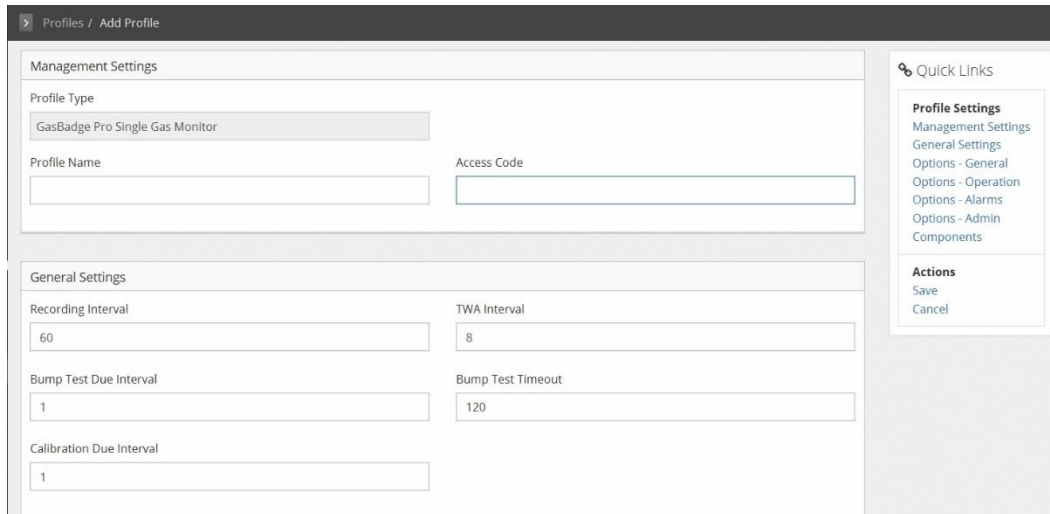 Profiles / Add Profile
Management Settings
Profile Type
GasBadge Pro Single Gas Monitor
Profile Name
Access Code
General Settings
Recording Interval
60
TWA Interval
8
Bump Test Due Interval
1
Bump Test Timeout
120
Calibration Due Interval
1
Quick Links
Profile Settings
Management Settings
General Settings
Options - General
Options - Operation
Options - Alarms
Options - Admin
Components
Actions
Save
Cancel